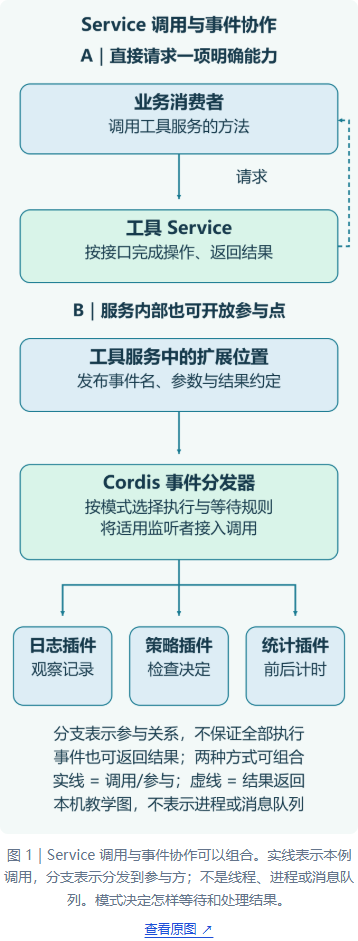 Service 调用与事件协作
A｜直接请求一项明确能力
业务消费者
调用工具服务的方法
请求
工具 Service
按接口完成操作、返回结果
B｜服务内部也可开放参与点
工具服务中的扩展位置
发布事件名、参数与结果约定
Cordis 事件分发器
按模式选择执行与等待规则
将适用监听者接入调用
日志插件
观察记录
策略插件
检查决定
统计插件
前后计时
分支表示参与关系，不保证全部执行
事件也可返回结果；两种方式可组合
实线 = 调用/参与；虚线 = 结果返回
本机教学图，不表示进程或消息队列
图 1｜Service 调用与事件协作可以组合。实线表示本例
调用，分支表示分发到参与方；不是线程、进程或消息队
列。模式决定怎样等待和处理结果。
查看原图 ↗